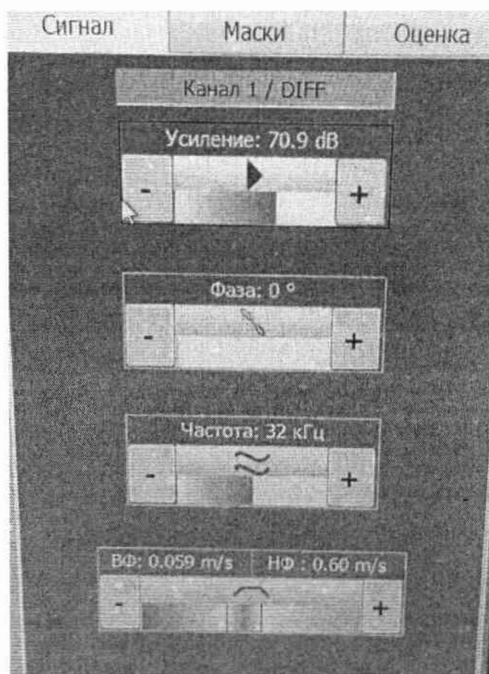 Сигнал Маски Оценка
Канал 1 / DIFF
Усиление: 70.9 dB
- +
Фаза: 0 °
- +
Частота: 32 кГц
- +
ВФ: 0.059 m/s НФ : 0.60 m/s
- +